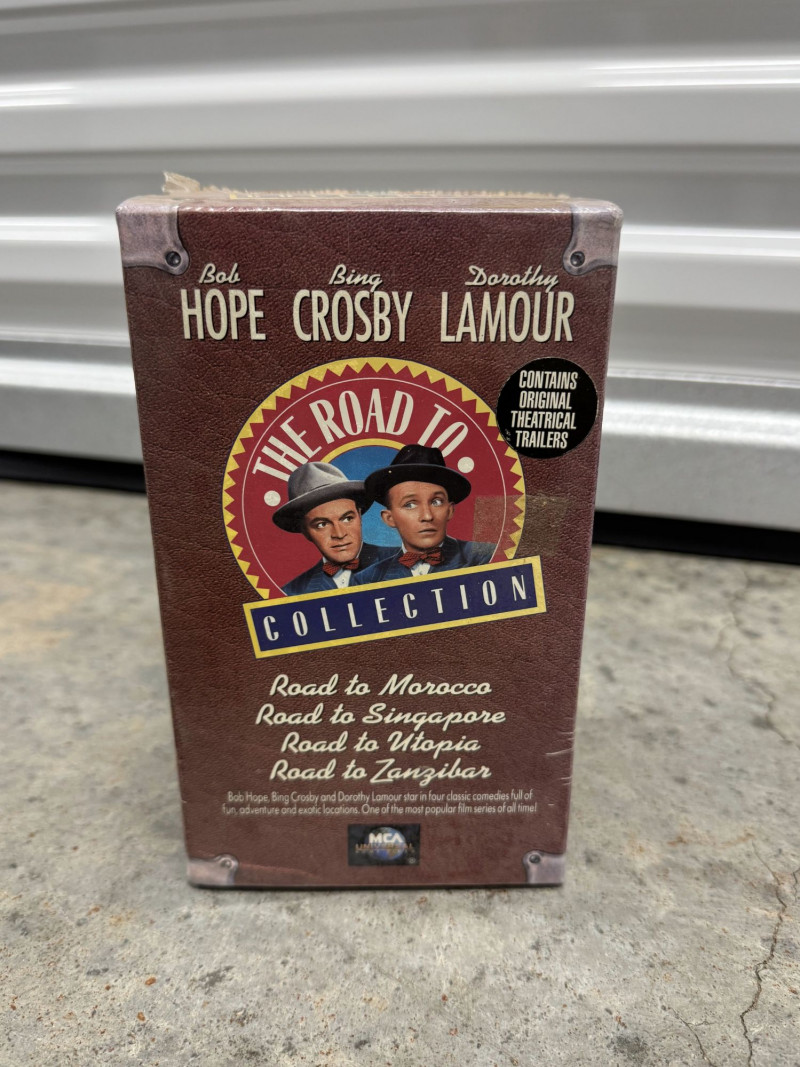 Bob Bing Dorothy
HOPE CROSBY LAMOUR
CONTAINS
ORIGINAL
THEATRICAL
TRAILERS
THE ROAD TO
COLLECTION
Road to Morocco
Road to Singapore
Road to Utopia
Road to Zanzibar
Bob Hope, Bing Crosby and Dorothy Lamour star in four classic comedies full of
fun, adventure and exotic locations. One of the most popular film series of all time!
MCA
UNIVERSAL